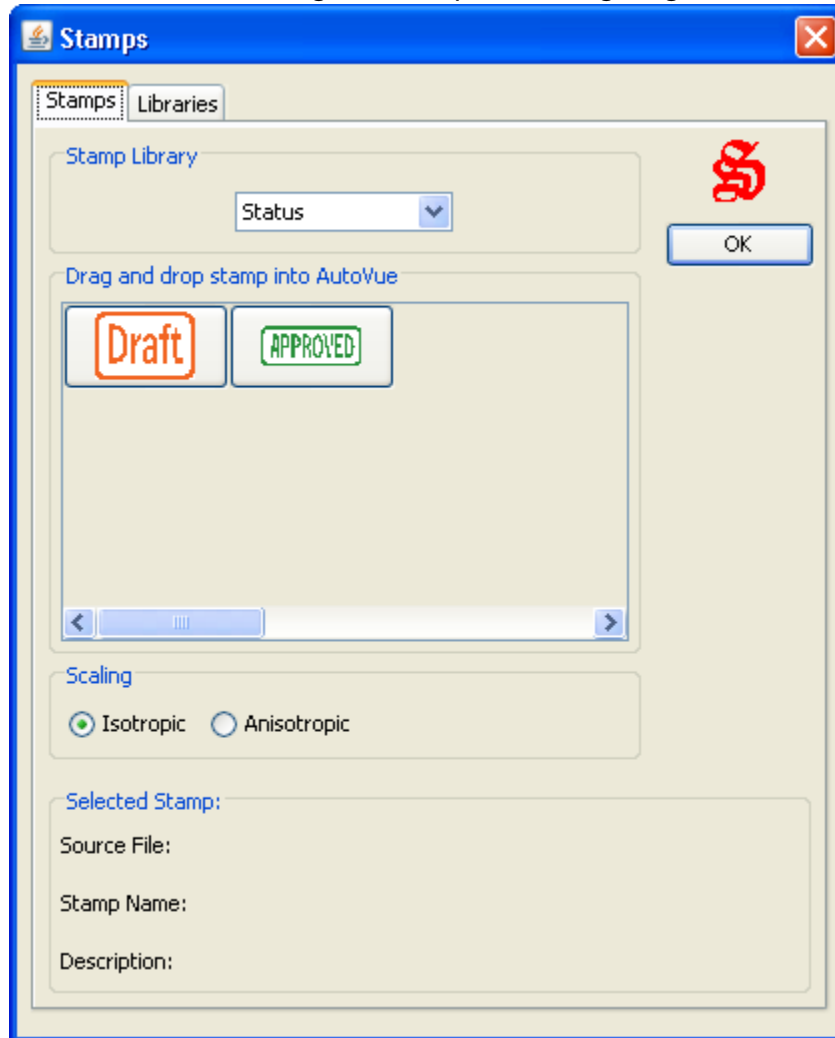 Stamps
Stamps Libraries
Stamp Library
S
Status
OK
Drag and drop stamp into AutoVue
Draft APPROVED
Scaling
Isotropic Anisotropic
Selected Stamp:
Source File:
Stamp Name:
Description: